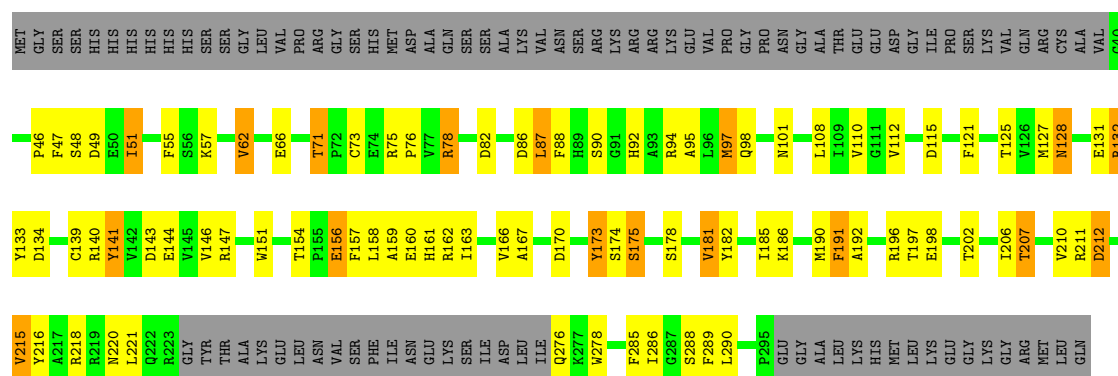 MET GLY SER SER HIS HIS HIS HIS HIS HIS SER SER GLY LEU VAL PRO ARG GLY SER HIS MET ASP ALA GLN SER SER ALA LYS VAL ASN SER ARG LYS ARG ARG LYS GLU VAL PRO GLY PRO ASN GLY ALA THR GLU GLU ASP GLY ILE PRO SER LYS VAL GLN ARG CYS ALA VAL G40
P46 F47 S48 D49 E50 I51 F55 S56 K57 V62 E66 T71 P72 C73 E74 R75 P76 V77 R78 D82 D86 L87 F88 H89 S90 G91 H92 A93 R94 A95 L96 M97 Q98 N101 L108 I109 V110 G111 V112 D115 F121 T125 V126 M127 N128 E131 R132
Y133 D134 C139 R140 Y141 V142 D143 E144 V145 V146 R147 W151 T154 P155 E156 F157 L158 A159 E160 H161 R162 I163 V166 A167 D170 Y173 S174 S175 S178 V181 Y182 I185 K186 M190 F191 A192 R196 T197 E198 T202 I206 T207 V210 R211 D212
V215 Y216 A217 R218 R219 N220 L221 Q222 R223 GLY TYR THR ALA LYS GLU LEU ASN VAL SER PHE ILE ASN GLU LYS SER ILE ASP LEU ILE Q276 K277 W278 F285 I286 G287 S288 F289 L290 P295 GLU GLY ALA LEU LYS HIS MET LEU LYS GLU GLY LYS GLY ARG MET LEU GLN